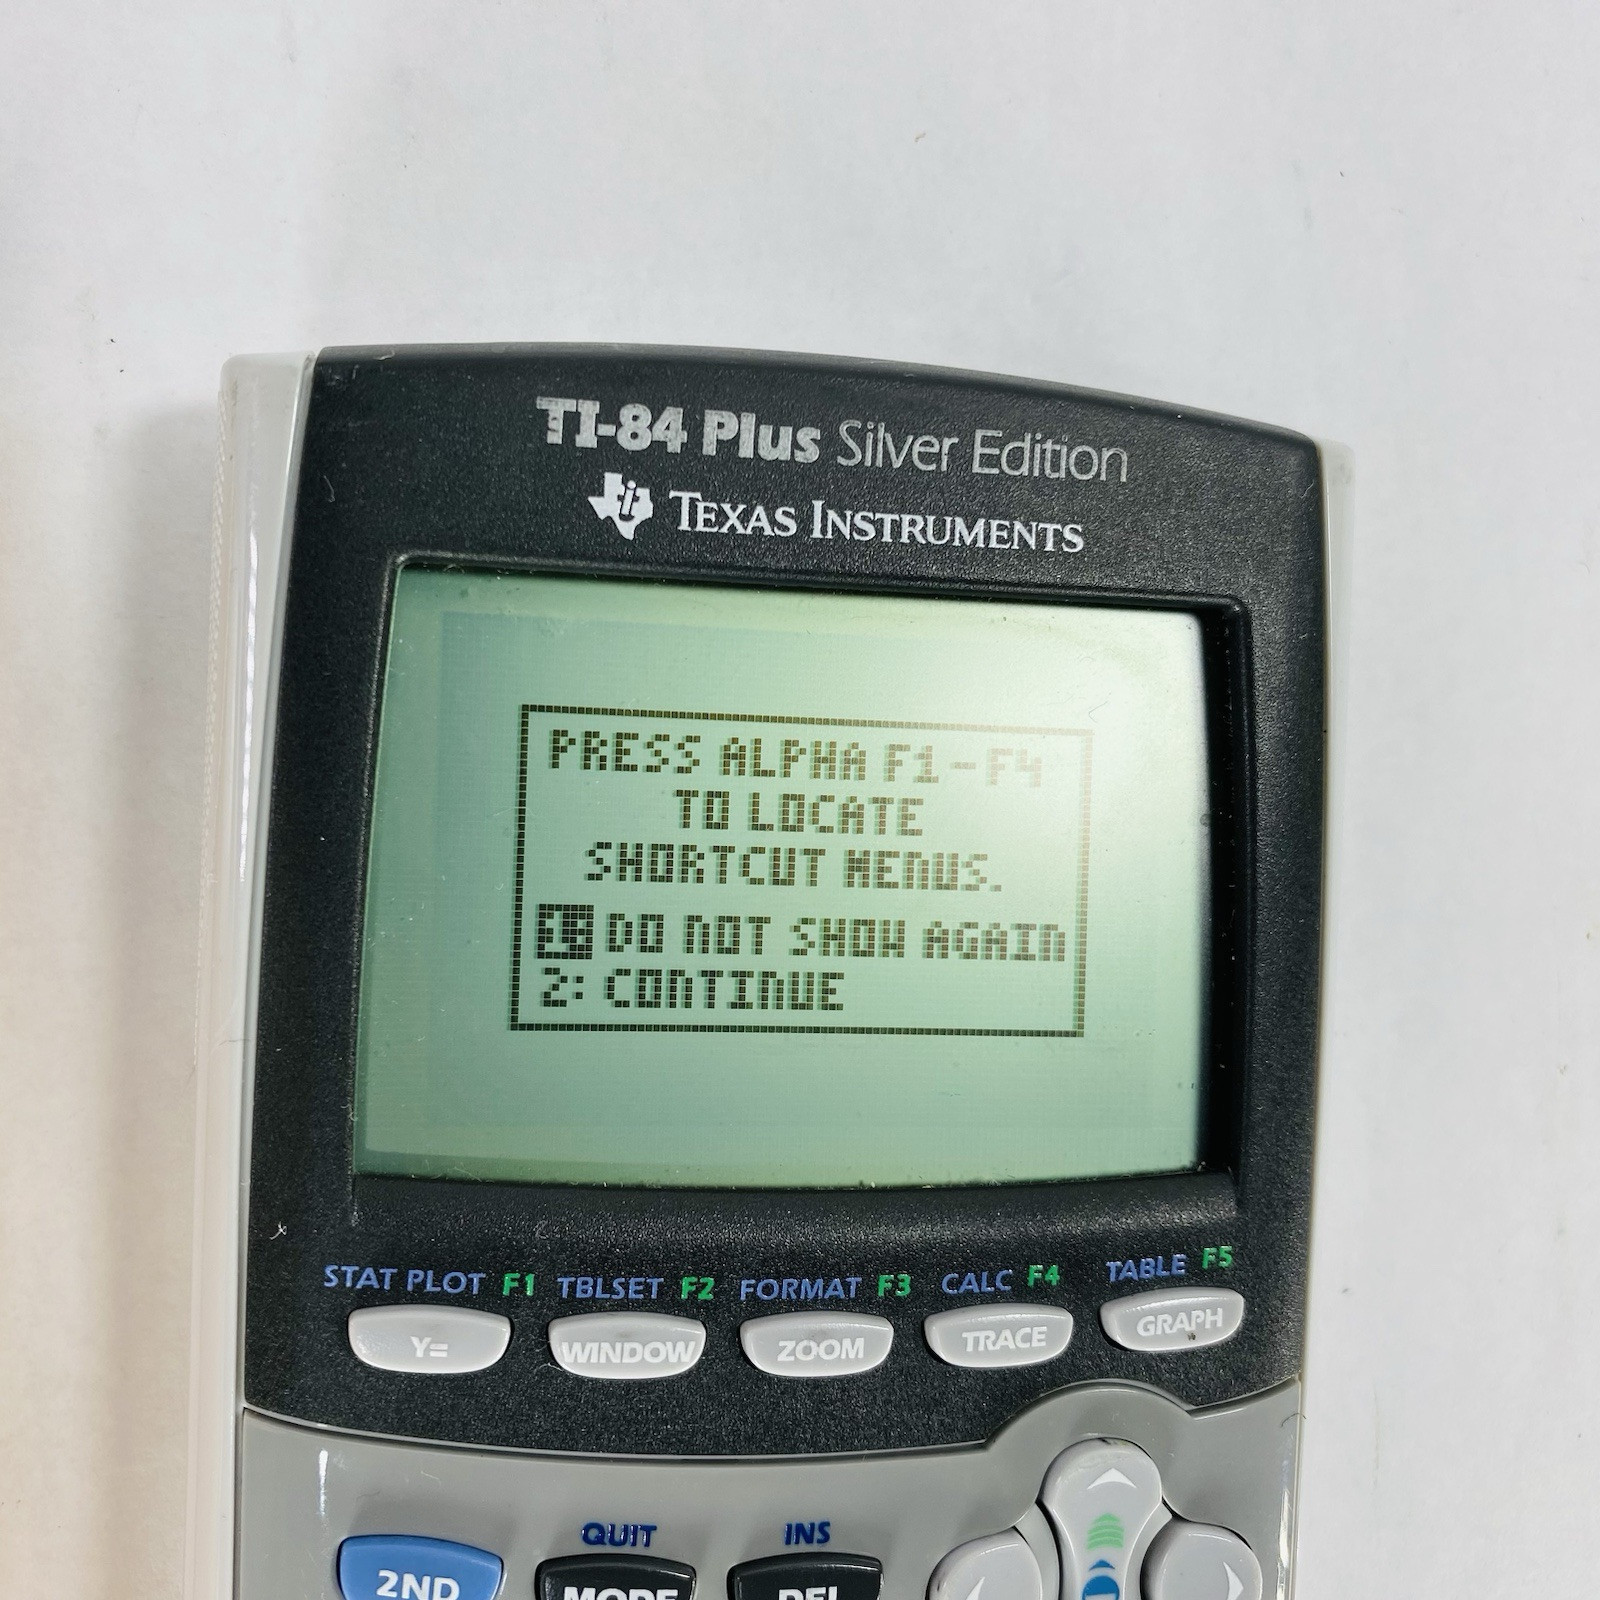 TI-84 Plus Silver Edition
TEXAS INSTRUMENTS
PRESS ALPHA F1-F4
TO LOCATE
SHORTCUT MENUS.
1:DO NOT SHOW AGAIN
2:CONTINUE
STAT PLOT F1 TBLSET F2 FORMAT F3 CALC F4 TABLE F5
Y= WINDOW ZOOM TRACE GRAPH
QUIT INS
2ND MODE DEL